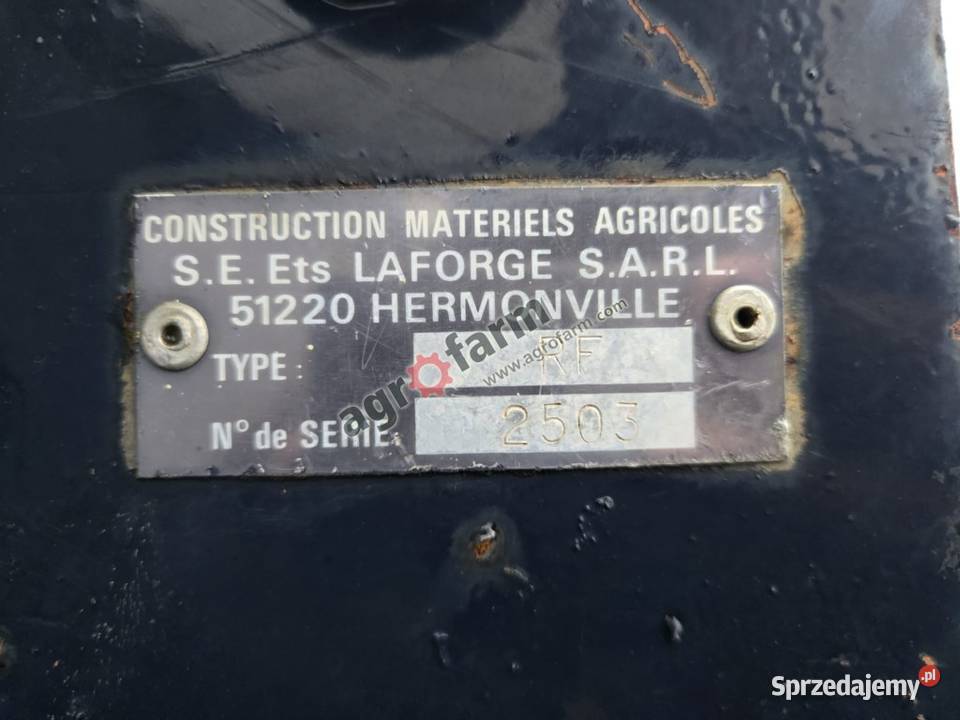 CONSTRUCTION MATERIELS AGRICOLES
S.E. Ets LAFORGE S.A.R.L.
51220 HERMONVILLE
TYPE : RF
N° de SERIE: 2503
agrofarm
www.agrofarm.com
Sprzedajemy.pl